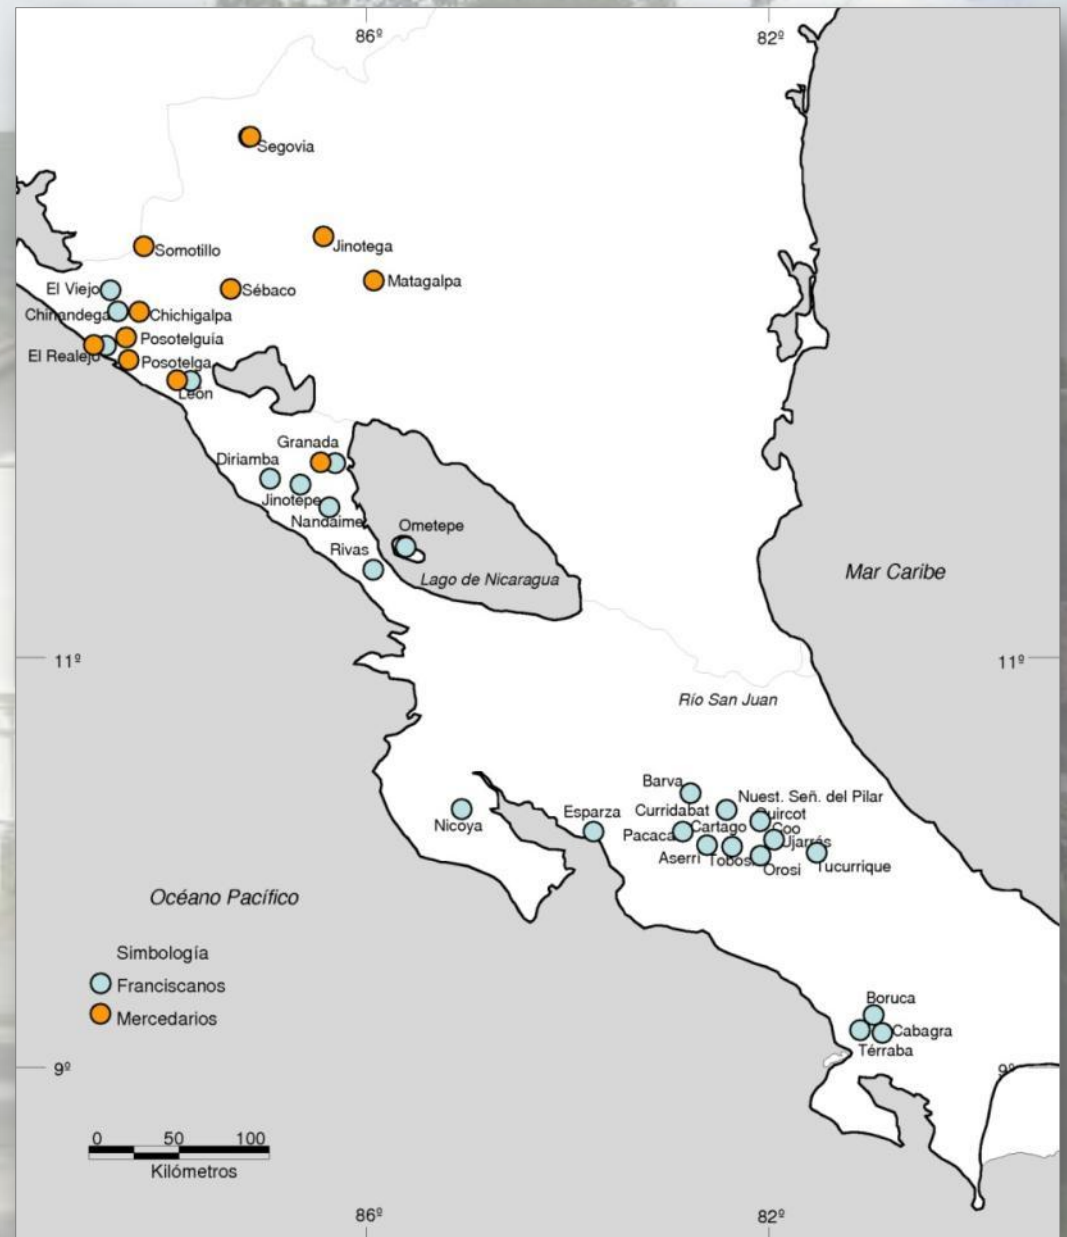 86º
82º
Segovia
Somotillo
Jinotega
El Viejo
Sébaco
Matagalpa
Chinandega
Chichigalpa
Posotelguía
El Realejo
Posotelga
León
Granada
Diriamba
Jinotepe
Nandaime
Ometepe
Rivas
Lago de Nicaragua
Mar Caribe
11º
11º
Río San Juan
Barva
Nuest. Señ. del Pilar
Curridabat
Quircot
Esparza
Nicoya
Pacaca
Cartago
Coo
Ujarrás
Aserrí
Tobosi
Orosi
Tucurrique
Océano Pacífico
Simbología
Franciscanos
Mercedarios
Boruca
Cabagra
Térraba
9º
9º
0 50 100
Kilómetros
86º
82º